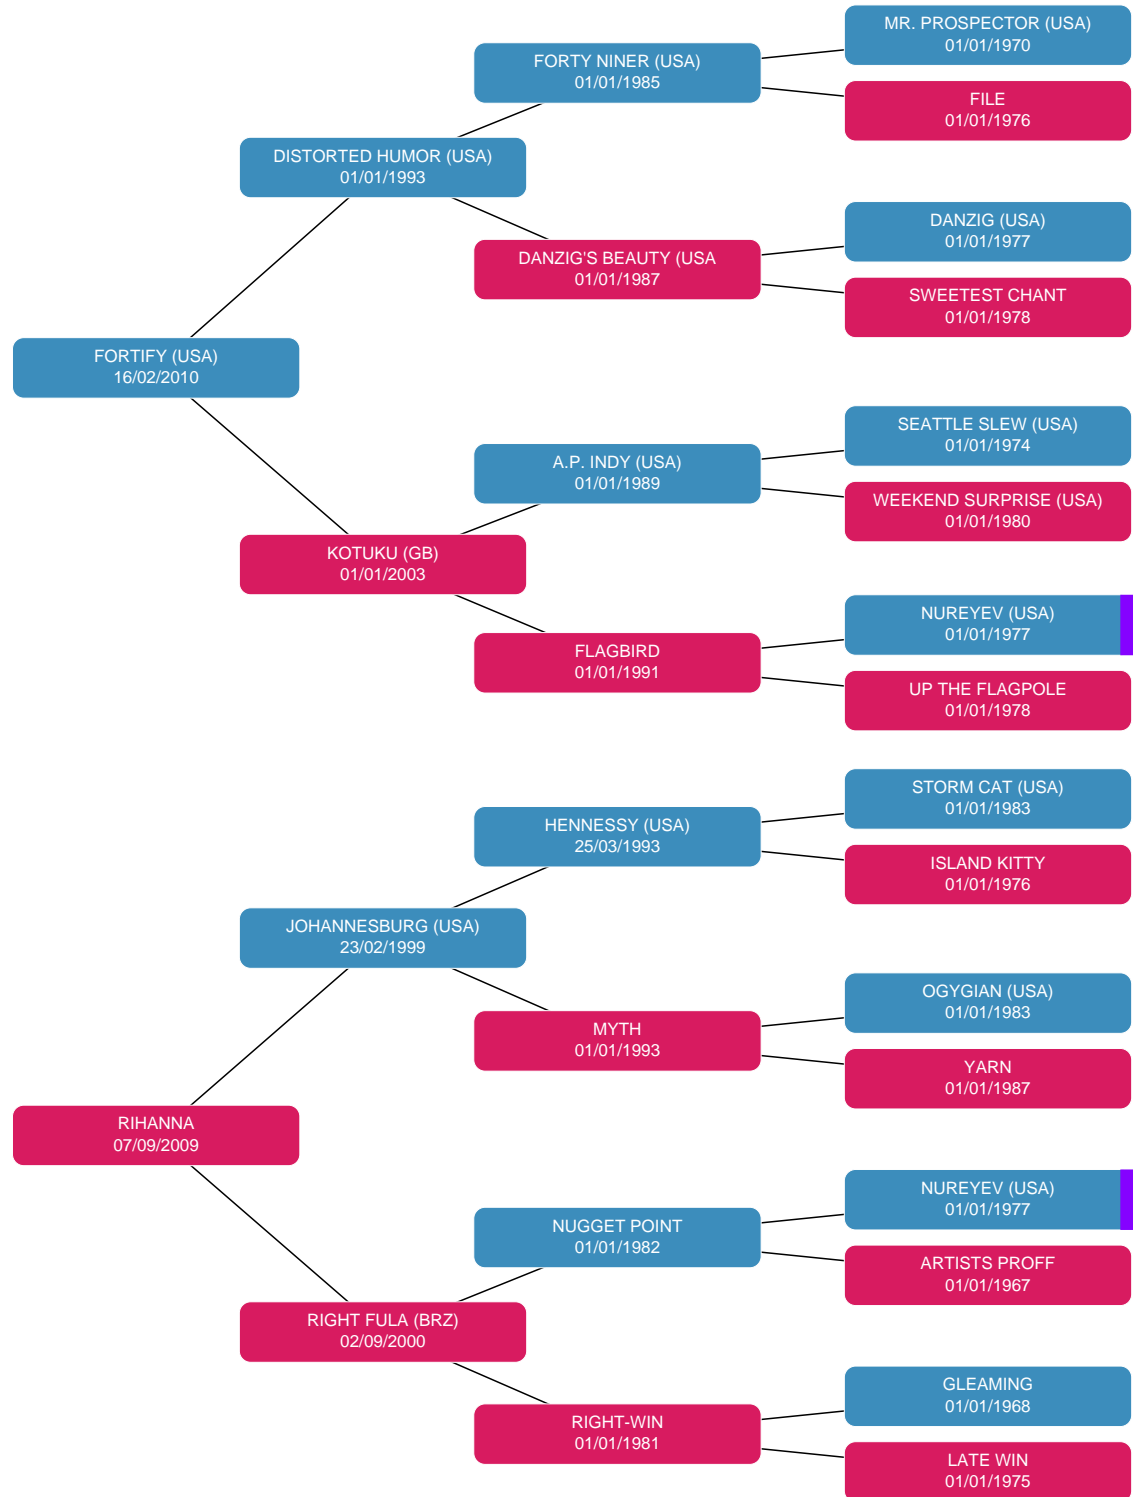 MR. PROSPECTOR (USA)
01/01/1970
FORTY NINER (USA)
01/01/1985
FILE
01/01/1976
DISTORTED HUMOR (USA)
01/01/1993
DANZIG (USA)
01/01/1977
DANZIG'S BEAUTY (USA
01/01/1987
SWEETEST CHANT
01/01/1978
FORTIFY (USA)
16/02/2010
SEATTLE SLEW (USA)
01/01/1974
A.P. INDY (USA)
01/01/1989
WEEKEND SURPRISE (USA)
01/01/1980
KOTUKU (GB)
01/01/2003
NUREYEV (USA)
01/01/1977
FLAGBIRD
01/01/1991
UP THE FLAGPOLE
01/01/1978
STORM CAT (USA)
01/01/1983
HENNESSY (USA)
25/03/1993
ISLAND KITTY
01/01/1976
JOHANNESBURG (USA)
23/02/1999
OGYGIAN (USA)
01/01/1983
MYTH
01/01/1993
YARN
01/01/1987
RIHANNA
07/09/2009
NUREYEV (USA)
01/01/1977
NUGGET POINT
01/01/1982
ARTISTS PROFF
01/01/1967
RIGHT FULA (BRZ)
02/09/2000
GLEAMING
01/01/1968
RIGHT-WIN
01/01/1981
LATE WIN
01/01/1975